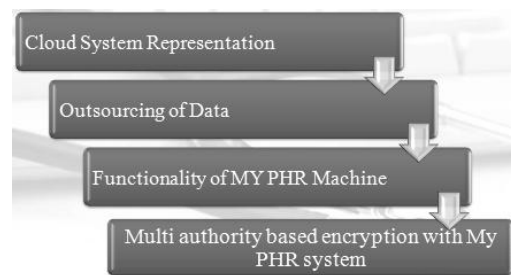 Cloud System Representation
Outsourcing of Data
Functionality of MY PHR Machine
Multi authority based encryption with My
PHR system